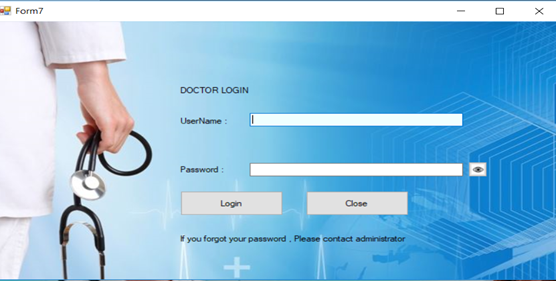 Form7
DOCTOR LOGIN
UserName :
Password :
Login Close
If you forgot your password , Please contact administrator